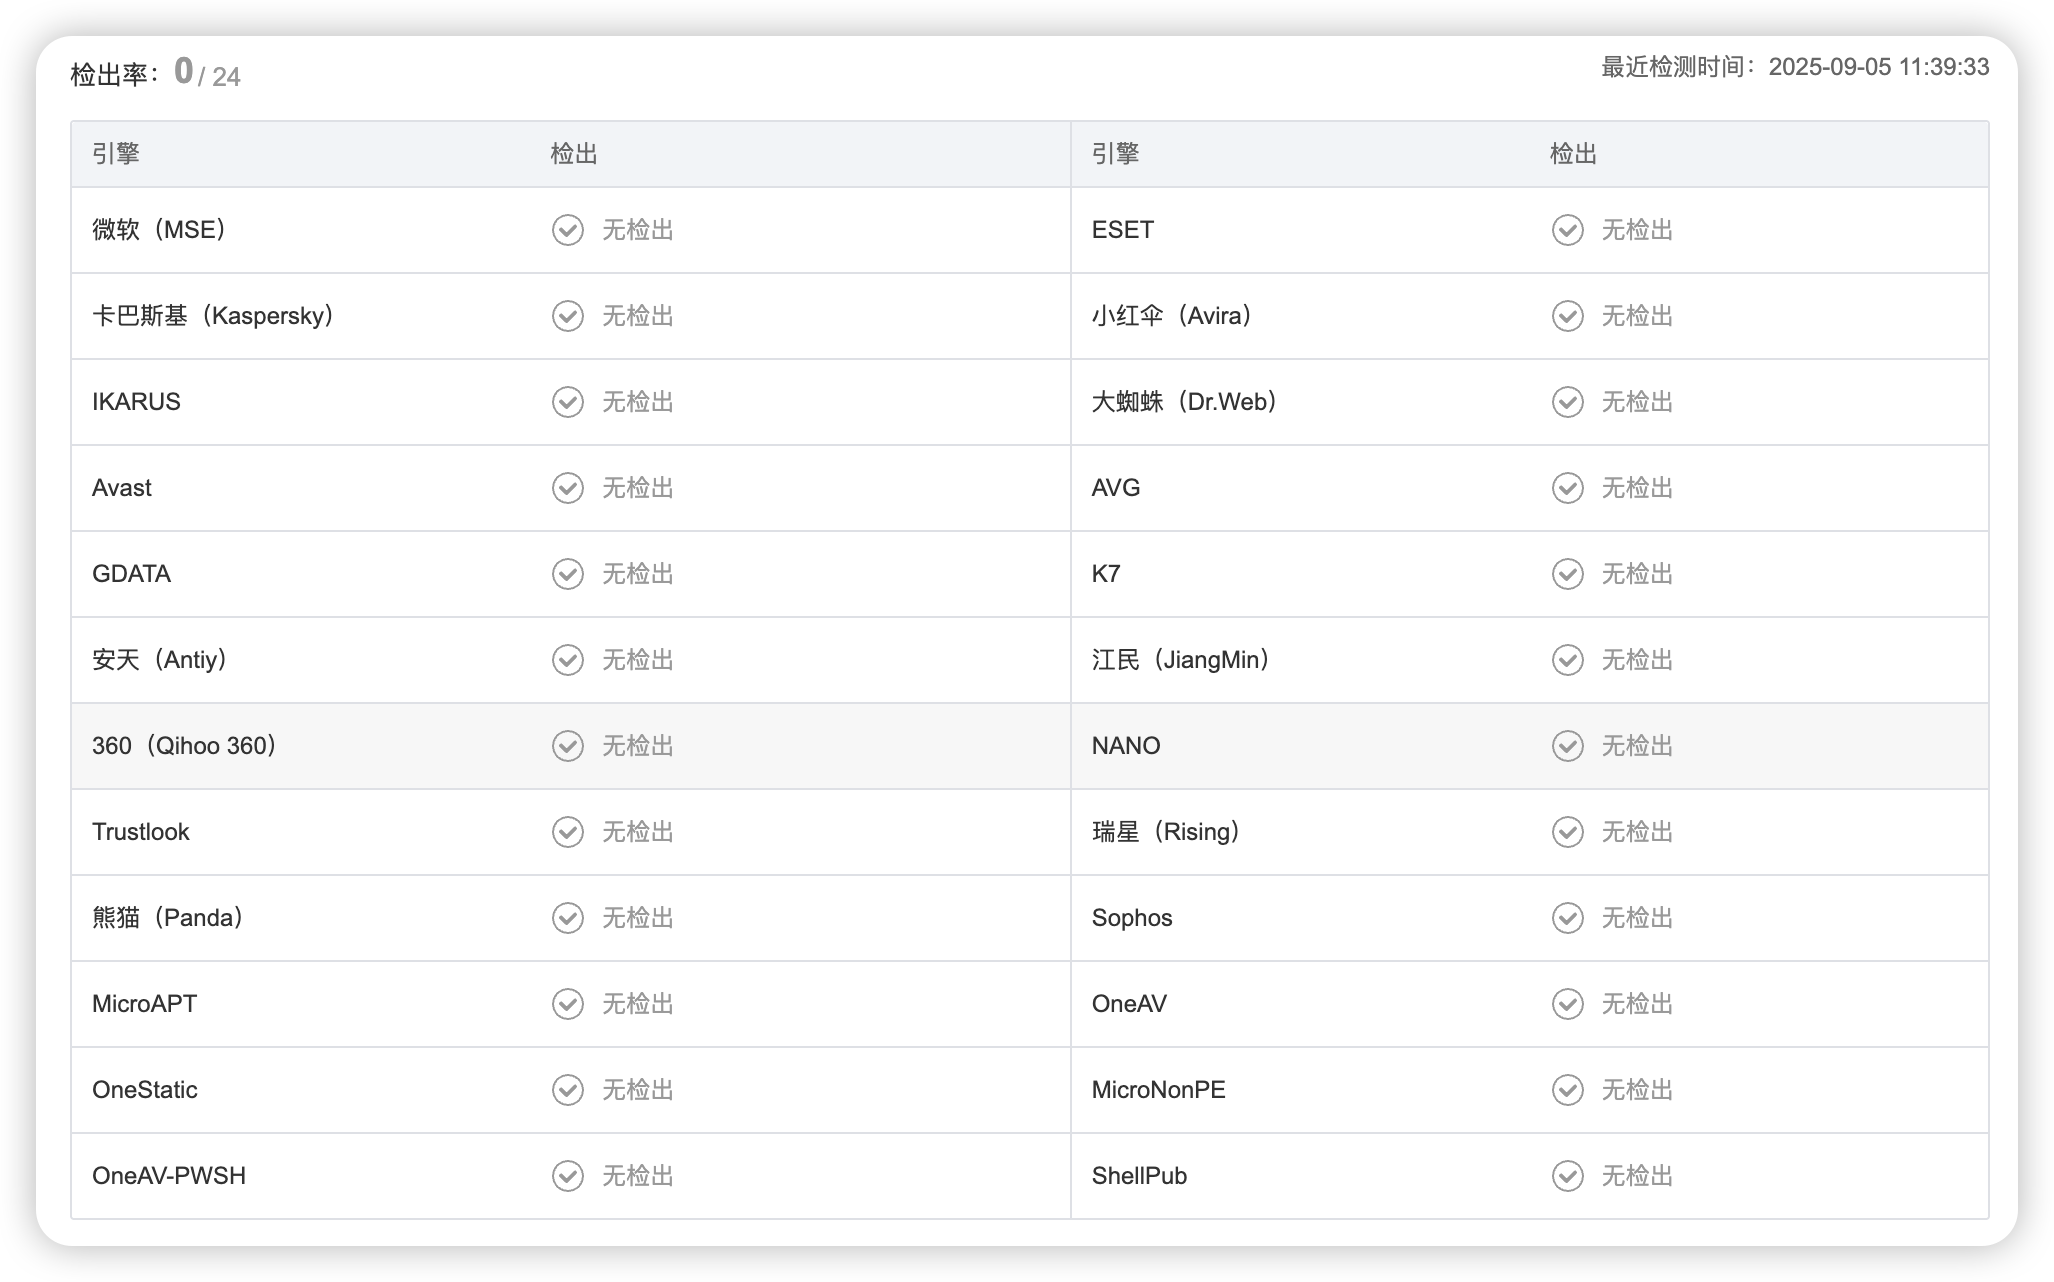 检出率：0 / 24
最近检测时间：2025-09-05 11:39:33
引擎 检出 引擎 检出
微软（MSE） 无检出 ESET 无检出
卡巴斯基（Kaspersky） 无检出 小红伞（Avira） 无检出
IKARUS 无检出 大蜘蛛（Dr.Web） 无检出
Avast 无检出 AVG 无检出
GDATA 无检出 K7 无检出
安天（Antiy） 无检出 江民（JiangMin） 无检出
360（Qihoo 360） 无检出 NANO 无检出
Trustlook 无检出 瑞星（Rising） 无检出
熊猫（Panda） 无检出 Sophos 无检出
MicroAPT 无检出 OneAV 无检出
OneStatic 无检出 MicroNonPE 无检出
OneAV-PWSH 无检出 ShellPub 无检出